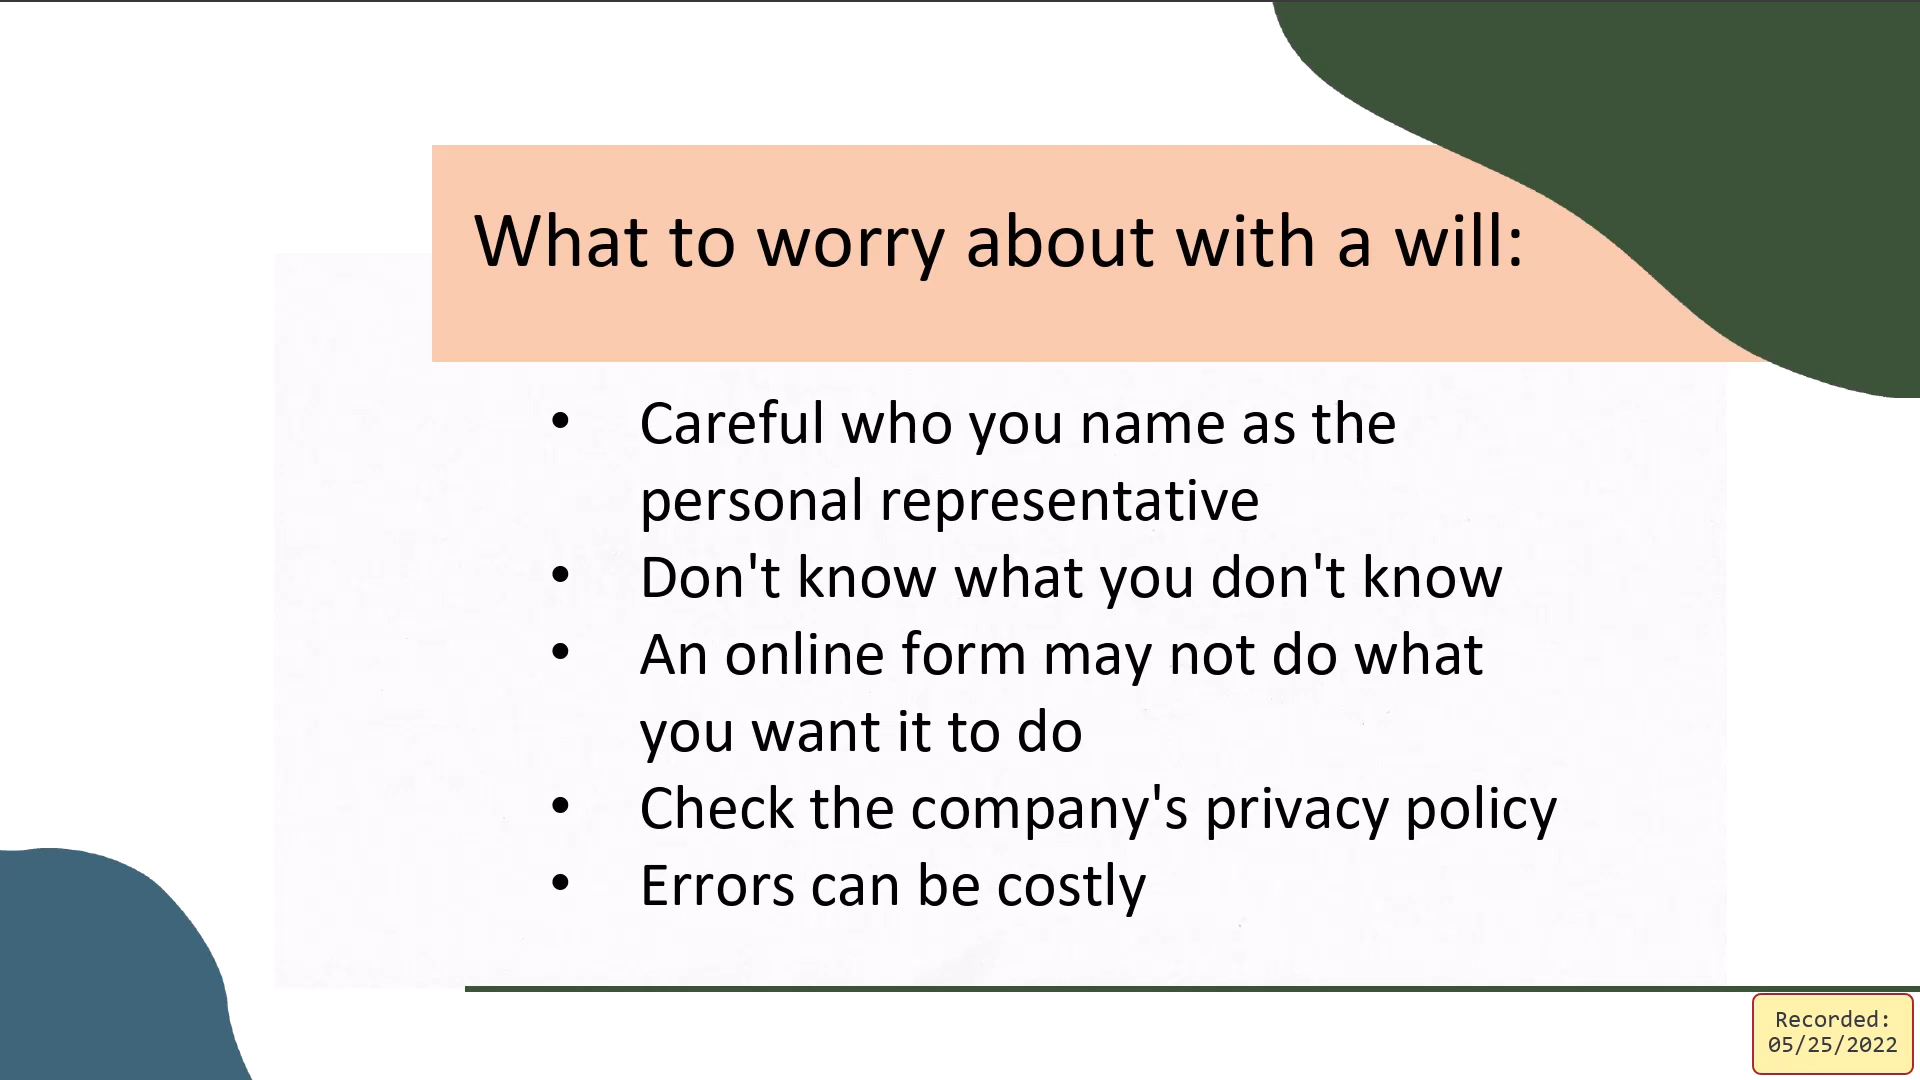 What to worry about with a will:
• Careful who you name as the
personal representative
• Don't know what you don't know
• An online form may not do what
you want it to do
• Check the company's privacy policy
• Errors can be costly
Recorded:
05/25/2022